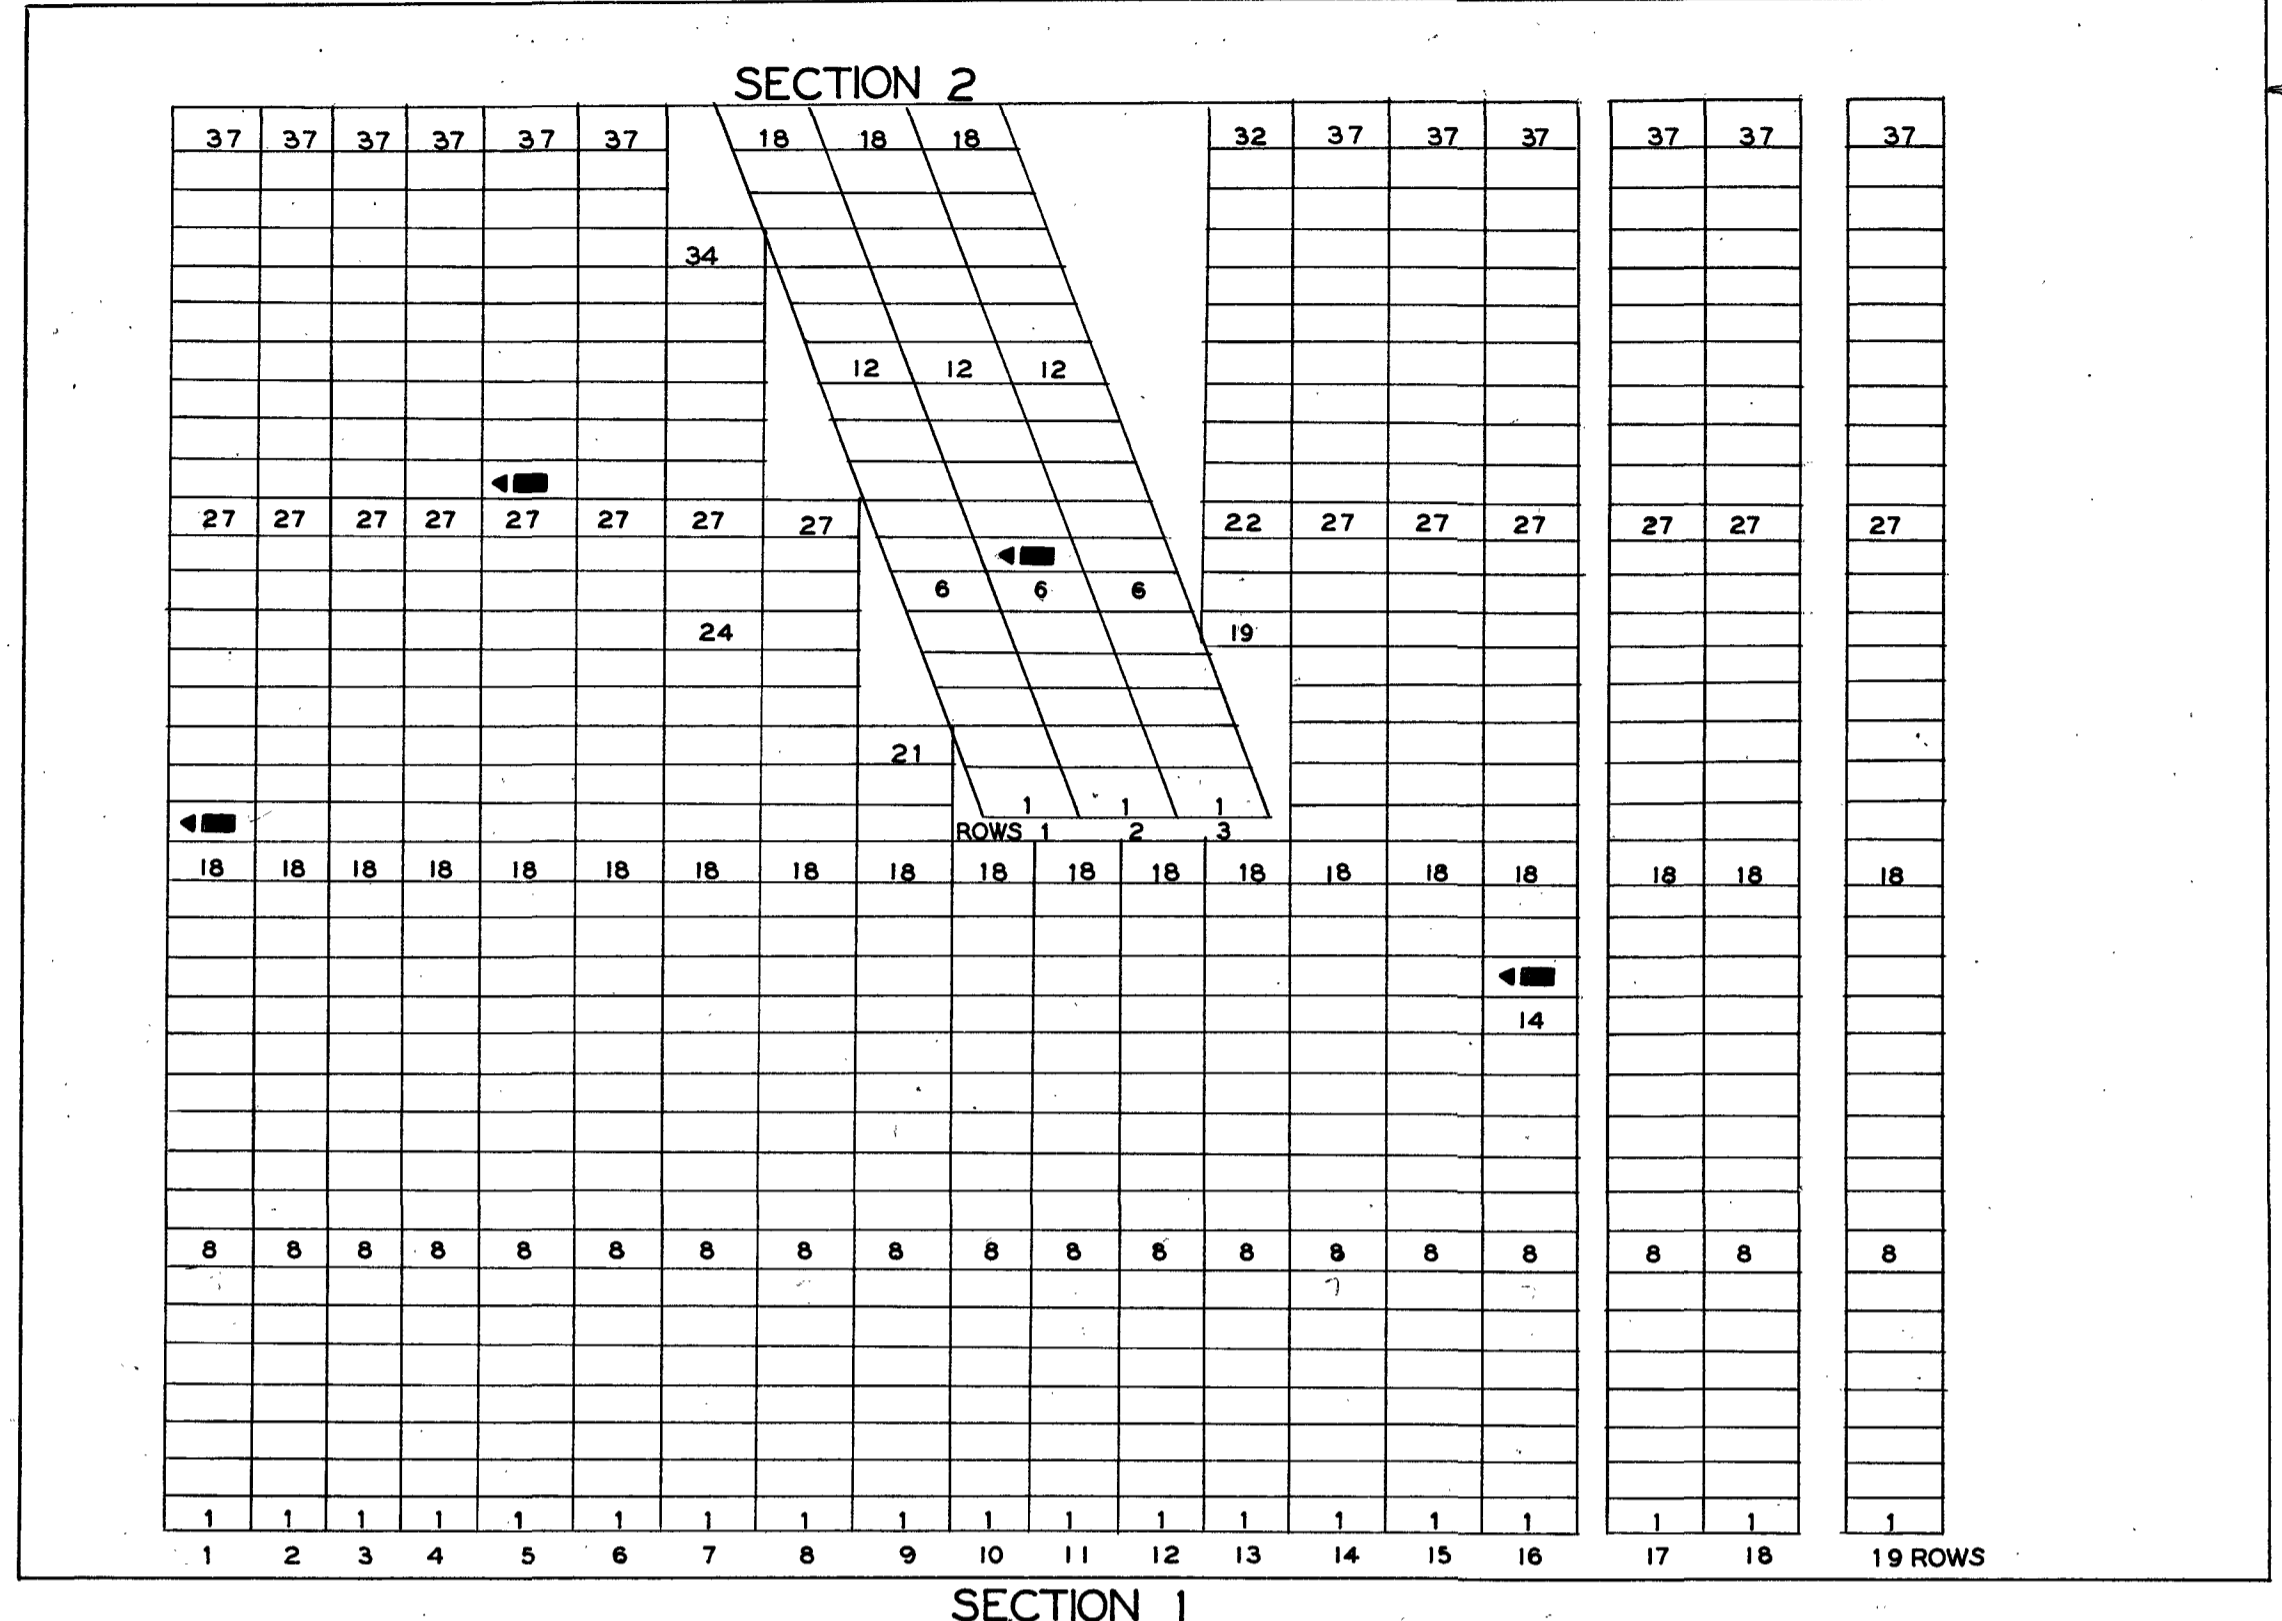 SECTION 2
37 37 37 37 37 37 18 18 18 32 37 37 37 37 37 37
34
12 12 12
27 27 27 27 27 27 27 27 22 27 27 27 27 27 27
6 6 6
24 19
21
1 1 1
ROWS 1 2 3
18 18 18 18 18 18 18 18 18 18 18 18 18 18 18 18 18 18 18
14
8 8 8 8 8 8 8 8 8 8 8 8 8 8 8 8 8 8 8
1 1 1 1 1 1 1 1 1 1 1 1 1 1 1 1 1 1 1
1 2 3 4 5 6 7 8 9 10 11 12 13 14 15 16 17 18 19 ROWS
SECTION 1